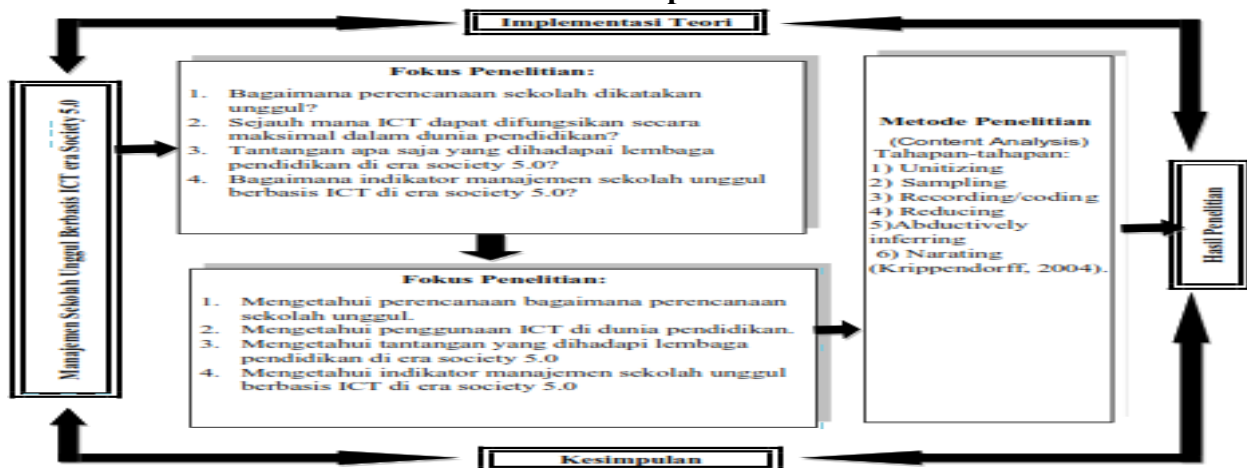 Implementasi Teori
Manajemen Sekolah Unggul Berbasis ICT era Society 5.0
Fokus Penelitian:
1. Bagaimana perencanaan sekolah dikatakan
unggul?
2. Sejauh mana ICT dapat difungsikan secara
maksimal dalam dunia pendidikan?
3. Tantangan apa saja yang dihadapai lembaga
pendidikan di era society 5.0?
4. Bagaimana indikator manajemen sekolah unggul
berbasis ICT di era society 5.0?
Fokus Penelitian:
1. Mengetahui perencanaan bagaimana perencanaan
sekolah unggul.
2. Mengetahui penggunaan ICT di dunia pendidikan.
3. Mengetahui tantangan yang dihadapi lembaga
pendidikan di era society 5.0
4. Mengetahui indikator manajemen sekolah unggul
berbasis ICT di era society 5.0
Metode Penelitian
(Content Analysis)
Tahapan-tahapan:
1) Unitizing
2) Sampling
3) Recording/coding
4) Reducing
5)Abductively
inferring
6) Narating
(Krippendorff, 2004).
Hasil Penelitian
Kesimpulan